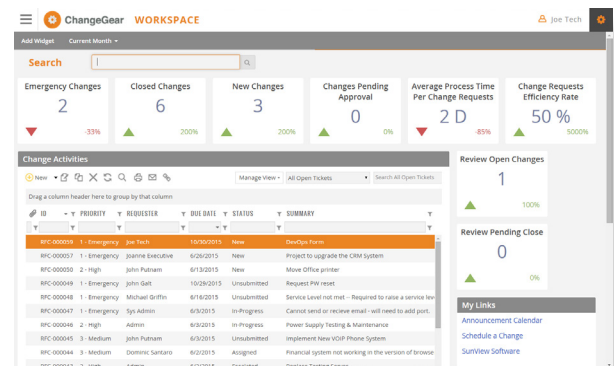 ChangeGear WORKSPACE
Joe Tech
Add Widget Current Month
Search
Emergency Changes
2
-33%
Closed Changes
6
200%
New Changes
3
200%
Changes Pending
Approval
0
0%
Average Process Time
Per Change Requests
2 D
-85%
Change Requests
Efficiency Rate
50 %
5000%
Change Activities
New Manage View All Open Tickets Search All Open Tickets
Drag a column header here to group by that column
ID PRIORITY REQUESTER DUE DATE STATUS SUMMARY
RFC-000059 1 - Emergency Joe Tech 10/30/2015 New DevOps Form
RFC-000057 1 - Emergency Joanne Executive 6/26/2015 New Project to upgrade the CRM System
RFC-000050 2 - High John Putnam 6/13/2015 New Move Office printer
RFC-000049 1 - Emergency John Galt 10/29/2015 Unsubmitted Request PW reset
RFC-000048 1 - Emergency Michael Griffin 6/16/2015 Unsubmitted Service Level not met -- Required to raise a service lev
RFC-000047 1 - Emergency Sys Admin 6/5/2015 In-Progress Cannot send or recieve email - will need to add port.
RFC-000046 2 - High Admin 6/3/2015 In-Progress Power Supply Testing & Maintenance
RFC-000045 3 - Medium John Putnam 6/3/2015 Unsubmitted Implement New VOIP Phone System
RFC-000044 3 - Medium Dominic Santaro 6/2/2015 Assigned Financial system not working in the version of browse
Review Open Changes
1
100%
Review Pending Close
0
0%
My Links
Announcement Calendar
Schedule a Change
SunView Software